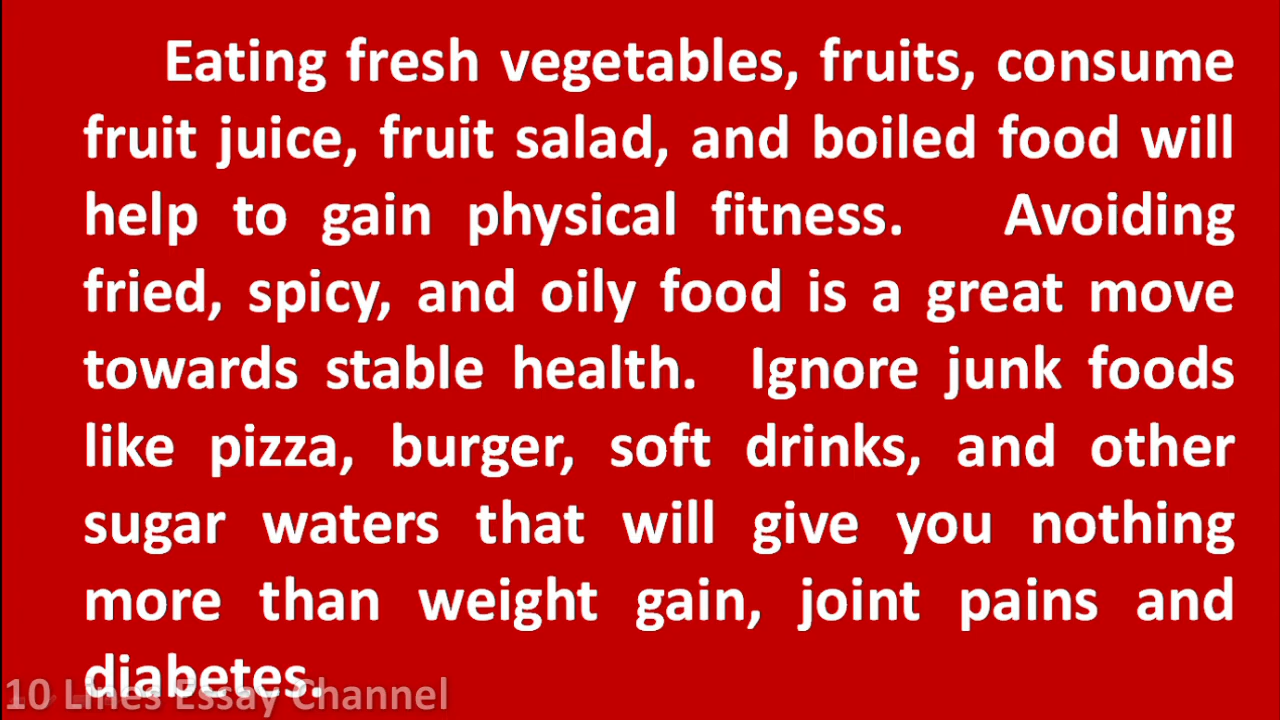 Eating fresh vegetables, fruits, consume
fruit juice, fruit salad, and boiled food will
help to gain physical fitness. Avoiding
fried, spicy, and oily food is a great move
towards stable health. Ignore junk foods
like pizza, burger, soft drinks, and other
sugar waters that will give you nothing
more than weight gain, joint pains and
diabetes.
10 Lines Essay Channel